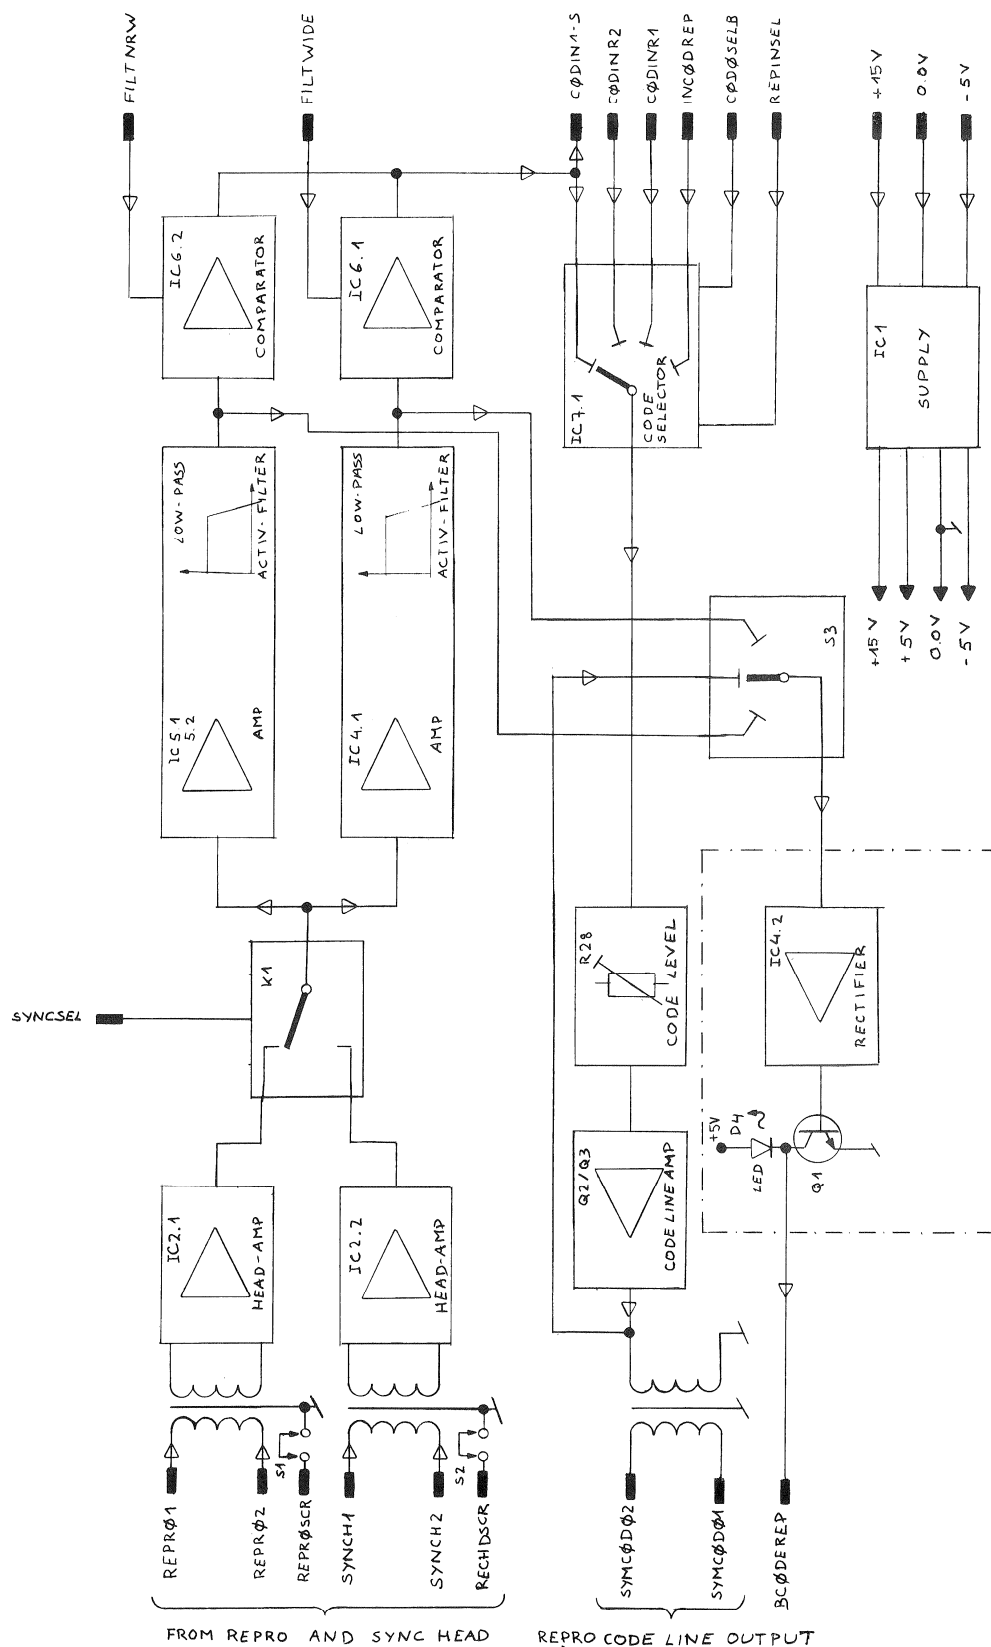 FILTNRW
FILTWIDE
CØDIN1-S
CØDINR2
CØDINR1
INCØDREP
CØDØSELB
REPINSEL
+15V
0.0V
-5V
IC6.2
COMPARATOR
IC6.1
COMPARATOR
IC7.1
CODE
SELECTOR
IC1
SUPPLY
LOW-PASS
ACTIV-FILTER
IC5.1
5.2
AMP
LOW-PASS
ACTIV-FILTER
IC4.1
AMP
+15V
+5V
0.0V
-5V
S3
SYNCSEL
K1
R28
CODE LEVEL
IC4.2
RECTIFIER
IC2.1
HEAD-AMP
IC2.2
HEAD-AMP
Q2/Q3
CODE LINE AMP
+5V
D4
LED
Q1
S1
S2
REPRØ1
REPRØ2
REPRØSCR
SYNCH1
SYNCH2
RECHDSCR
SYMCØDØ2
SYMCØDØ1
BCØDEREP
FROM REPRO AND SYNC HEAD
REPRO CODE LINE OUTPUT